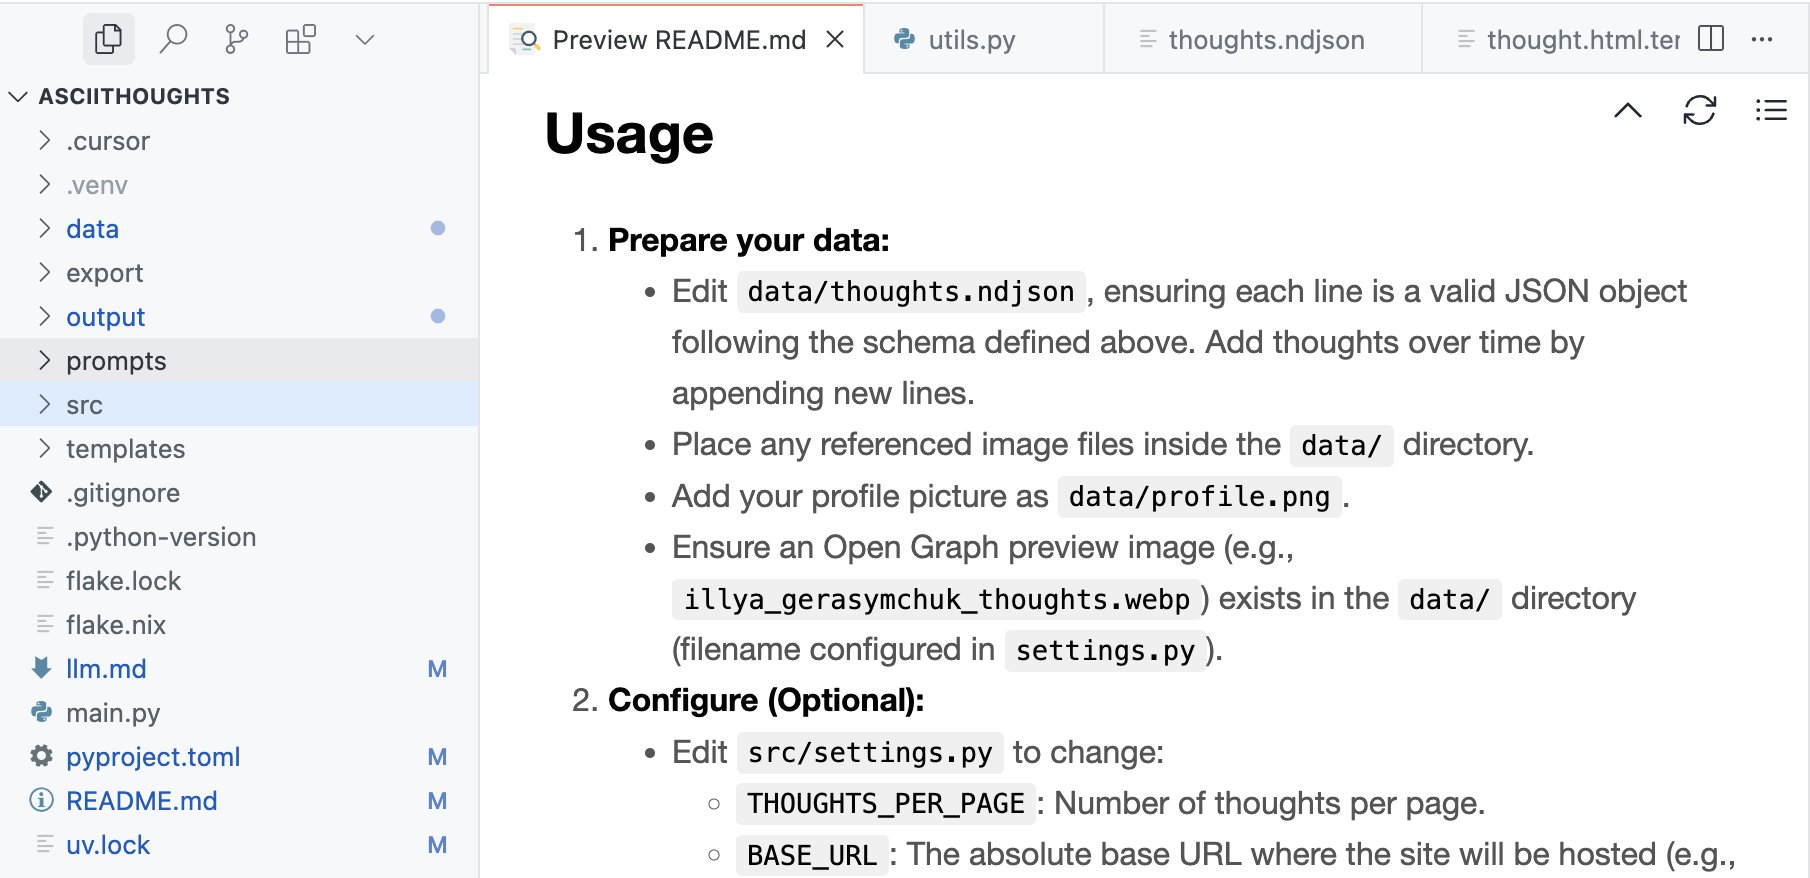 Preview README.md
utils.py
thoughts.ndjson
thought.html.ter
ASCIITHOUGHTS
.cursor
.venv
data
export
output
prompts
src
templates
.gitignore
.python-version
flake.lock
flake.nix
llm.md M
main.py
pyproject.toml M
README.md M
uv.lock M
Usage
1. Prepare your data:
• Edit data/thoughts.ndjson, ensuring each line is a valid JSON object
following the schema defined above. Add thoughts over time by
appending new lines.
• Place any referenced image files inside the data/ directory.
• Add your profile picture as data/profile.png.
• Ensure an Open Graph preview image (e.g.,
illya_gerasymchuk_thoughts.webp) exists in the data/ directory
(filename configured in settings.py).
2. Configure (Optional):
• Edit src/settings.py to change:
◦ THOUGHTS_PER_PAGE: Number of thoughts per page.
◦ BASE_URL: The absolute base URL where the site will be hosted (e.g.,